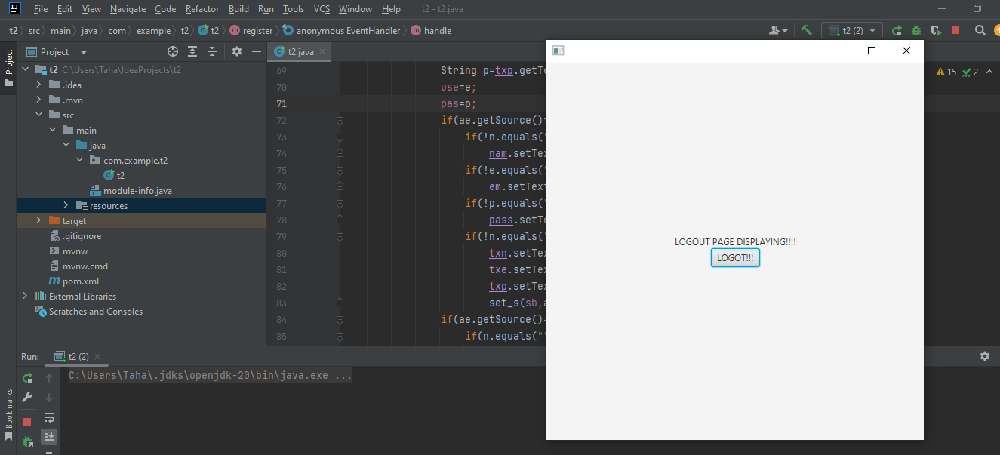 File Edit View Navigate Code Refactor Build Run Tools VCS Window Help t2 - t2.java
t2 src main java com example t2 t2 register anonymous EventHandler handle t2 (2)
Project
Project
t2.java
t2 C:\Users\Taha\IdeaProjects\t2
.idea
.mvn
src
main
java
com.example.t2
t2
module-info.java
resources
target
.gitignore
mvnw
mvnw.cmd
pom.xml
External Libraries
Scratches and Consoles
69 String p=txp.getTe
70 use=e;
71 pas=p;
72 if(ae.getSource()=
73 if(!n.equals("
74 nam.setTex
75 if(!e.equals("
76 em.setText
77 if(!p.equals("
78 pass.setTe
79 if(!n.equals("
80 txn.setTex
81 txe.setTex
82 txp.setTex
83 set_s(sb,
84 if(ae.getSource()=
85 if(n.equals("
15 2
LOGOUT PAGE DISPLAYING!!!!
LOGOT!!!
Run: t2 (2)
C:\Users\Taha\.jdks\openjdk-20\bin\java.exe ...
Bookmarks